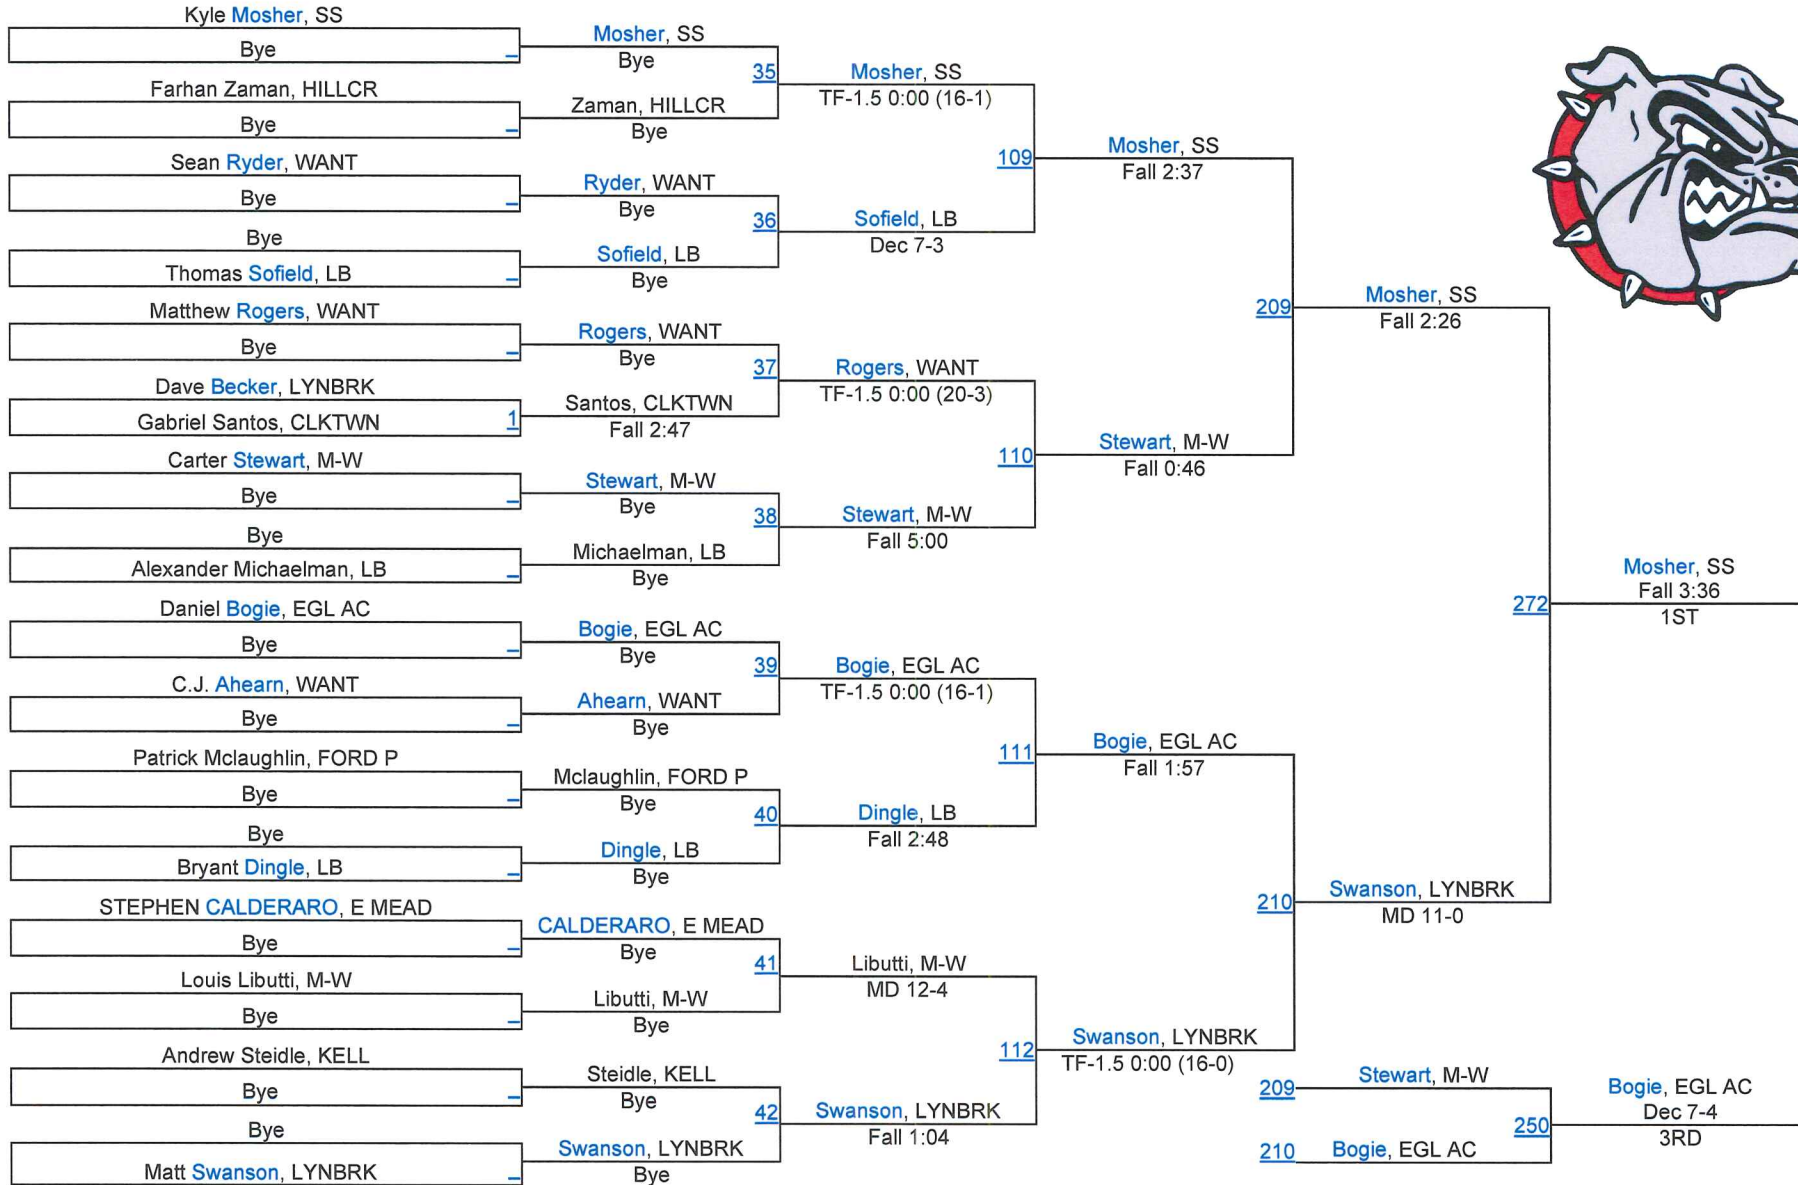 Kyle Mosher, SS
Bye
Farhan Zaman, HILLCR
Bye
Sean Ryder, WANT
Bye
Bye
Thomas Sofield, LB
Matthew Rogers, WANT
Bye
Dave Becker, LYNBRK
Gabriel Santos, CLKTWN 1
Carter Stewart, M-W
Bye
Bye
Alexander Michaelman, LB
Daniel Bogie, EGL AC
Bye
C.J. Ahearn, WANT
Bye
Patrick Mclaughlin, FORD P
Bye
Bye
Bryant Dingle, LB
STEPHEN CALDERARO, E MEAD
Bye
Louis Libutti, M-W
Bye
Andrew Steidle, KELL
Bye
Bye
Matt Swanson, LYNBRK
Mosher, SS
Bye
35
Zaman, HILLCR
Bye
Ryder, WANT
Bye
36
Sofield, LB
Bye
Rogers, WANT
Bye
37
Santos, CLKTWN
Fall 2:47
Stewart, M-W
Bye
38
Michaelman, LB
Bye
Bogie, EGL AC
Bye
39
Ahearn, WANT
Bye
Mclaughlin, FORD P
Bye
40
Dingle, LB
Bye
CALDERARO, E MEAD
Bye
41
Libutti, M-W
Bye
Steidle, KELL
Bye
42
Swanson, LYNBRK
Bye
Mosher, SS
TF-1.5 0:00 (16-1)
109
Sofield, LB
Dec 7-3
Rogers, WANT
TF-1.5 0:00 (20-3)
110
Stewart, M-W
Fall 5:00
Bogie, EGL AC
TF-1.5 0:00 (16-1)
111
Dingle, LB
Fall 2:48
Libutti, M-W
MD 12-4
112
Swanson, LYNBRK
Fall 1:04
Mosher, SS
Fall 2:37
209
Stewart, M-W
Fall 0:46
Bogie, EGL AC
Fall 1:57
210
Swanson, LYNBRK
TF-1.5 0:00 (16-0)
Mosher, SS
Fall 2:26
272
Swanson, LYNBRK
MD 11-0
Mosher, SS
Fall 3:36
1ST
209 Stewart, M-W
250
210 Bogie, EGL AC
Bogie, EGL AC
Dec 7-4
3RD